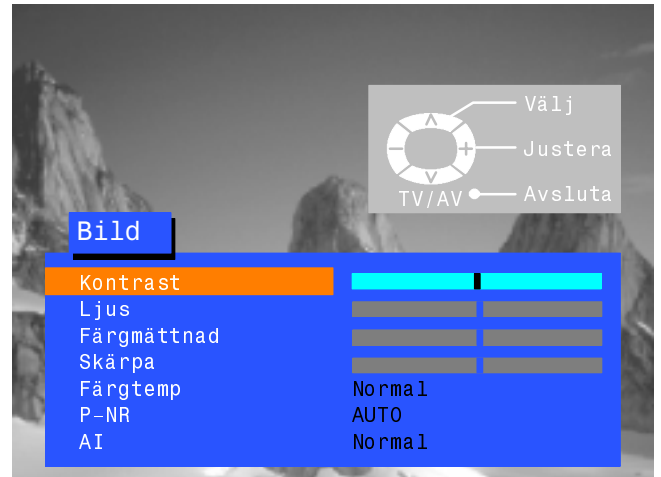 Välj
Justera
TV/AV Avsluta
Bild
Kontrast
Ljus
Färgmättnad
Skärpa
Färgtemp Normal
P-NR AUTO
AI Normal